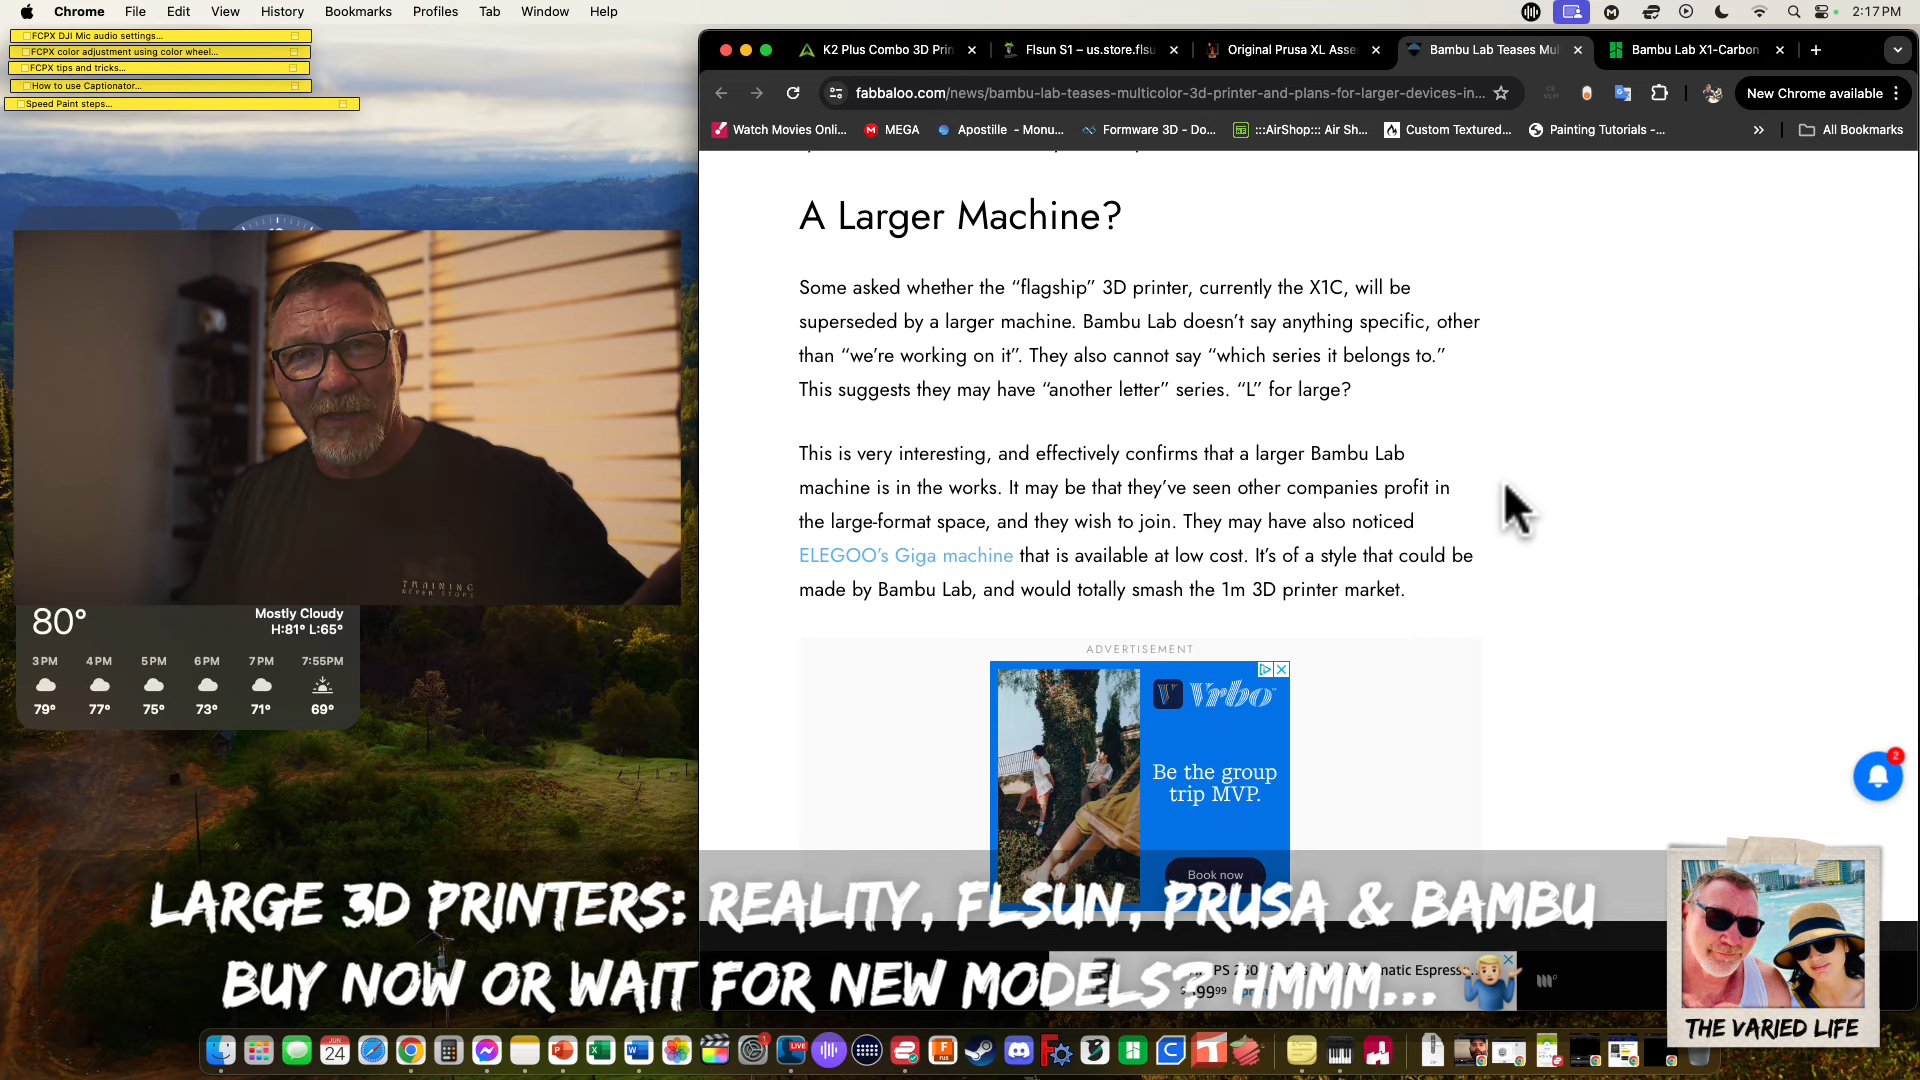 Chrome File Edit View History Bookmarks Profiles Tab Window Help
2:17 PM
FCPX DJI Mic audio settings...
FCPX color adjustment using color wheel...
FCPX tips and tricks...
How to use Captionator...
Speed Paint steps...
K2 Plus Combo 3D Prin
Flsun S1 – us.store.flsu
Original Prusa XL Asse
Bambu Lab Teases Mul
Bambu Lab X1-Carbon
fabbaloo.com/news/bambu-lab-teases-multicolor-3d-printer-and-plans-for-larger-devices-in...
New Chrome available
Watch Movies Onli...
MEGA
Apostille - Monu...
Formware 3D - Do...
:::AirShop::: Air Sh...
Custom Textured...
Painting Tutorials -...
All Bookmarks
A Larger Machine?
Some asked whether the “flagship” 3D printer, currently the X1C, will be
superseded by a larger machine. Bambu Lab doesn’t say anything specific, other
than “we’re working on it”. They also cannot say “which series it belongs to.”
This suggests they may have “another letter” series. “L” for large?
This is very interesting, and effectively confirms that a larger Bambu Lab
machine is in the works. It may be that they’ve seen other companies profit in
the large-format space, and they wish to join. They may have also noticed
ELEGOO’s Giga machine that is available at low cost. It’s of a style that could be
made by Bambu Lab, and would totally smash the 1m 3D printer market.
ADVERTISEMENT
Vrbo
Be the group
trip MVP.
Book now
2
TRAINING
NEVER STOPS
80°
Mostly Cloudy
H:81° L:65°
3PM 4PM 5PM 6PM 7PM 7:55PM
79° 77° 75° 73° 71° 69°
LARGE 3D PRINTERS: REALITY, FLSUN, PRUSA & BAMBU
BUY NOW OR WAIT FOR NEW MODELS? HMMM...
THE VARIED LIFE
JUN
24
LIVE